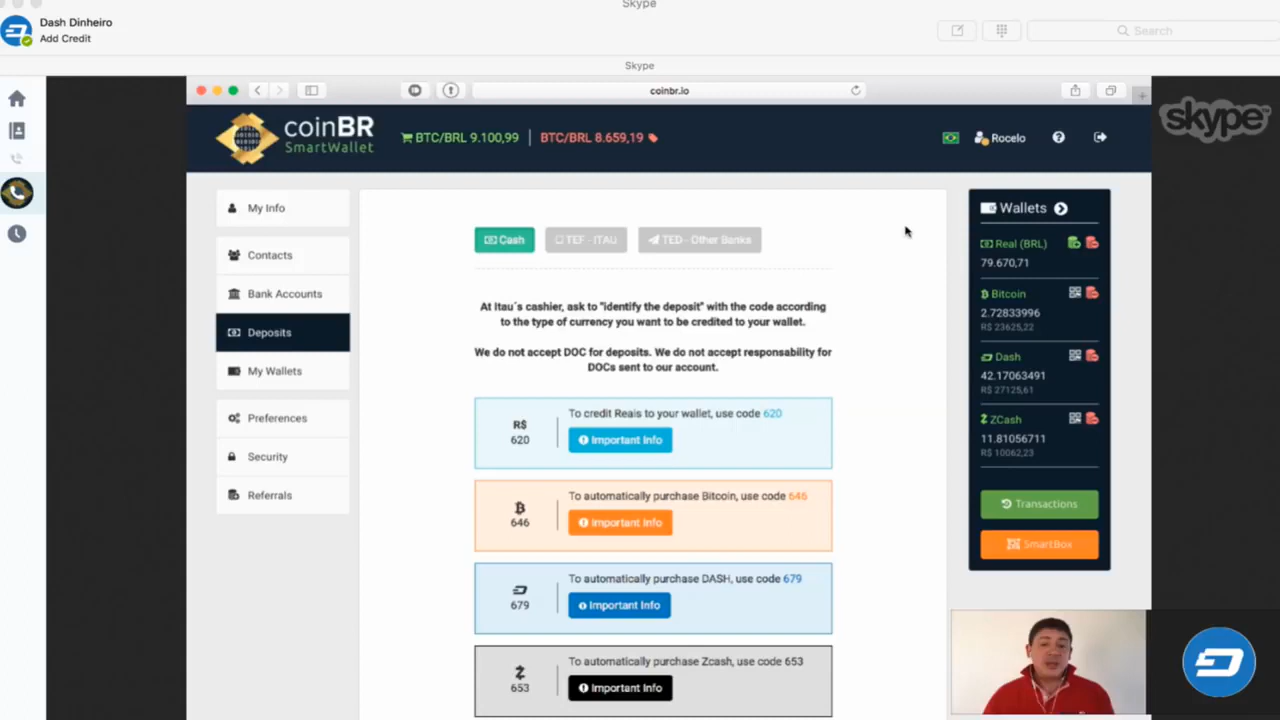 Skype
Dash Dinheiro
Add Credit
Search
Skype
coinbr.io
skype
coinBR
SmartWallet
BTC/BRL 9.100,99
BTC/BRL 8.659,19
Rocelo
My Info
Contacts
Bank Accounts
Deposits
My Wallets
Preferences
Security
Referrals
Cash
TEF - ITAU
TED - Other Banks
At Itau´s cashier, ask to "identify the deposit" with the code according
to the type of currency you want to be credited to your wallet.
We do not accept DOC for deposits. We do not accept responsibility for
DOCs sent to our account.
R$
620
To credit Reais to your wallet, use code 620
Important Info
646
To automatically purchase Bitcoin, use code 646
Important Info
679
To automatically purchase DASH, use code 679
Important Info
653
To automatically purchase Zcash, use code 653
Important Info
Wallets
Real (BRL)
79.670,71
Bitcoin
2.72833996
R$ 23625,22
Dash
42.17063491
R$ 27125,61
ZCash
11.81056711
R$ 10062,23
Transactions
SmartBox